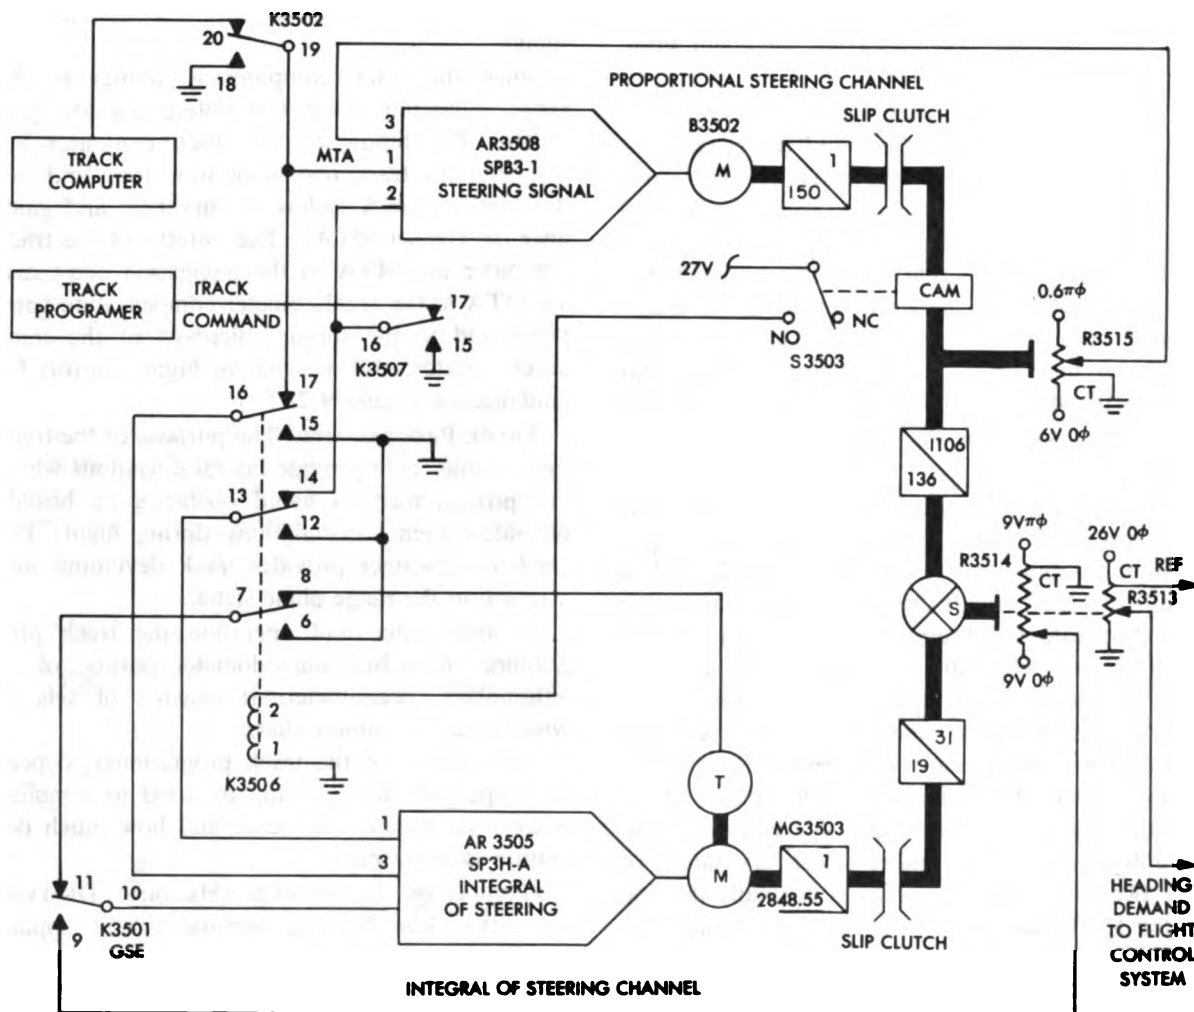 K3502
20
19
18
PROPORTIONAL STEERING CHANNEL
B3502
SLIP CLUTCH
TRACK
COMPUTER
MTA
3
1
2
AR3508
SPB3-1
STEERING SIGNAL
M
1
150
TRACK
PROGRAMER
TRACK
COMMAND
27V
CAM
NO
NC
S3503
0.6πφ
R3515
CT
6V 0φ
17
16
15
K3507
16
17
15
14
13
12
8
6
2
1
K3506
1106
136
9Vπφ
R3514
CT
9V 0φ
26V 0φ
CT
REF
R3513
S
31
19
T
MG3503
M
1
2848.55
SLIP CLUTCH
1
3
AR 3505
SP3H-A
INTEGRAL
OF STEERING
11
10
9
K3501
GSE
HEADING
DEMAND
TO FLIGHT
CONTROL
SYSTEM
INTEGRAL OF STEERING CHANNEL